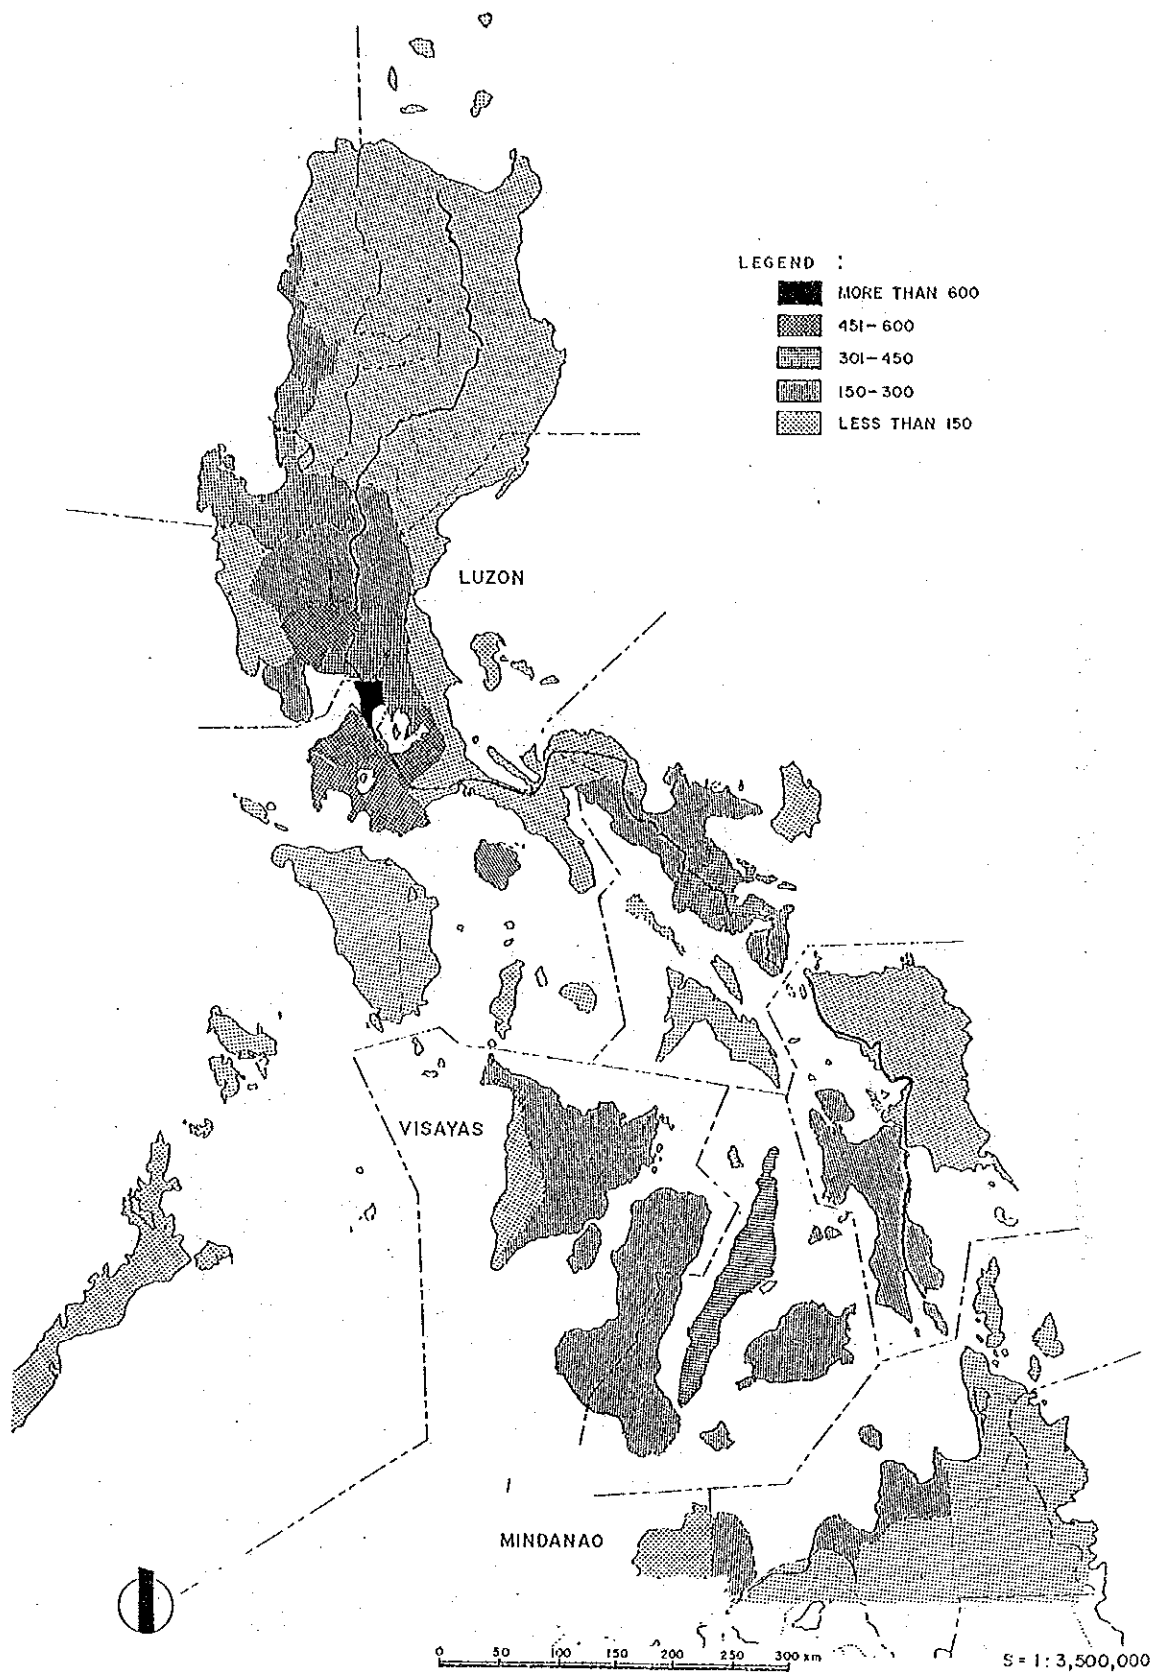 LEGEND :
MORE THAN 600
451-600
301-450
150-300
LESS THAN 150
LUZON
VISAYAS
MINDANAO
0 50 100 150 200 250 300 KM
S = 1 : 3,500,000